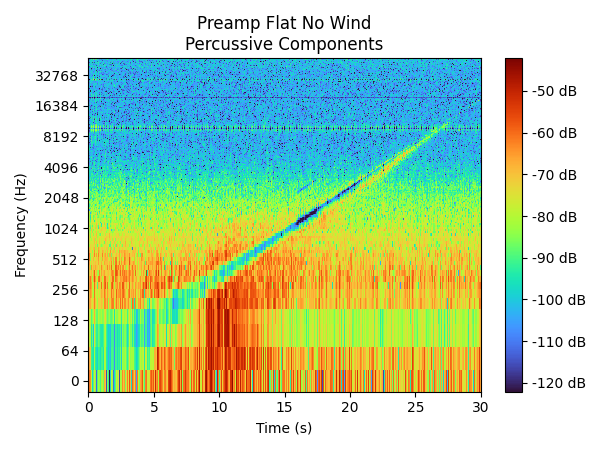 Preamp Flat No Wind
Percussive Components
32768
16384
8192
4096
2048
1024
512
256
128
64
0
Frequency (Hz)
0 5 10 15 20 25 30
Time (s)
-50 dB
-60 dB
-70 dB
-80 dB
-90 dB
-100 dB
-110 dB
-120 dB